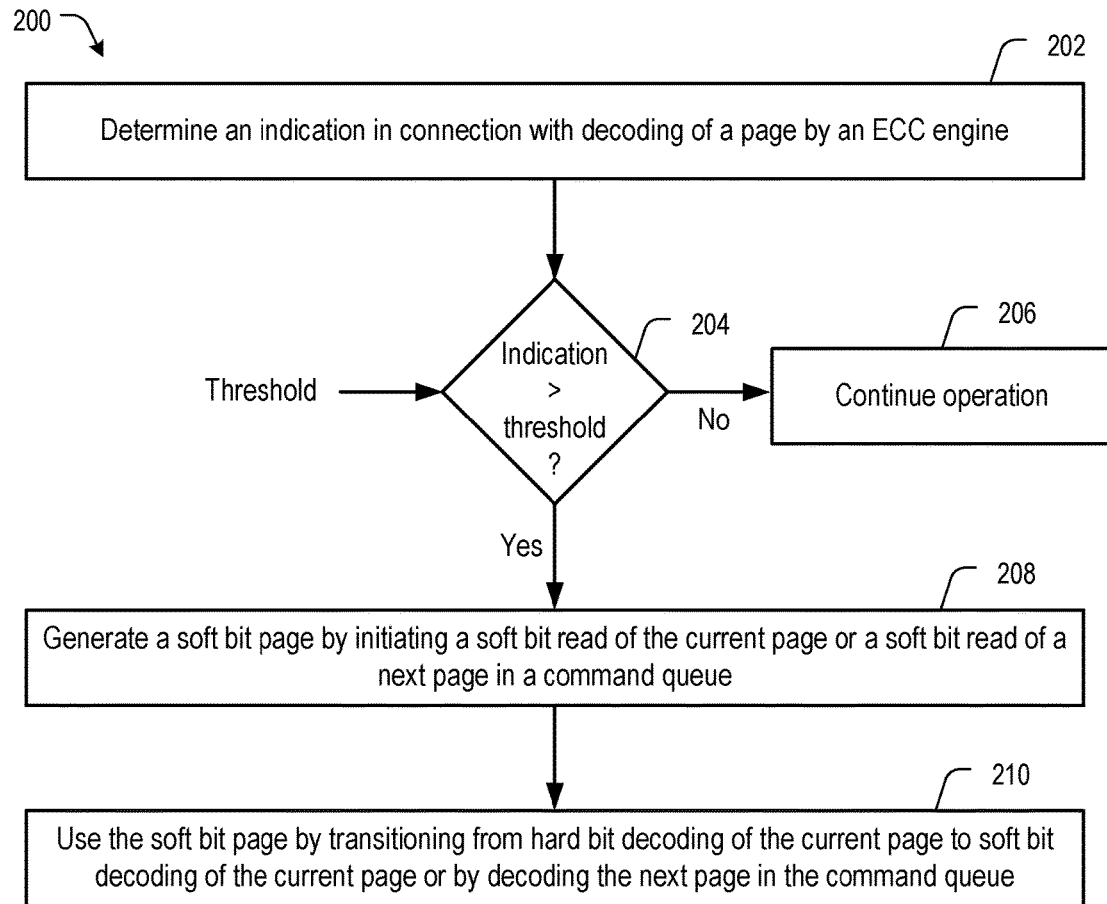 200
202
Determine an indication in connection with decoding of a page by an ECC engine
204
206
Indication
>
threshold
?
Threshold
No
Continue operation
Yes
208
Generate a soft bit page by initiating a soft bit read of the current page or a soft bit read of a
next page in a command queue
210
Use the soft bit page by transitioning from hard bit decoding of the current page to soft bit
decoding of the current page or by decoding the next page in the command queue